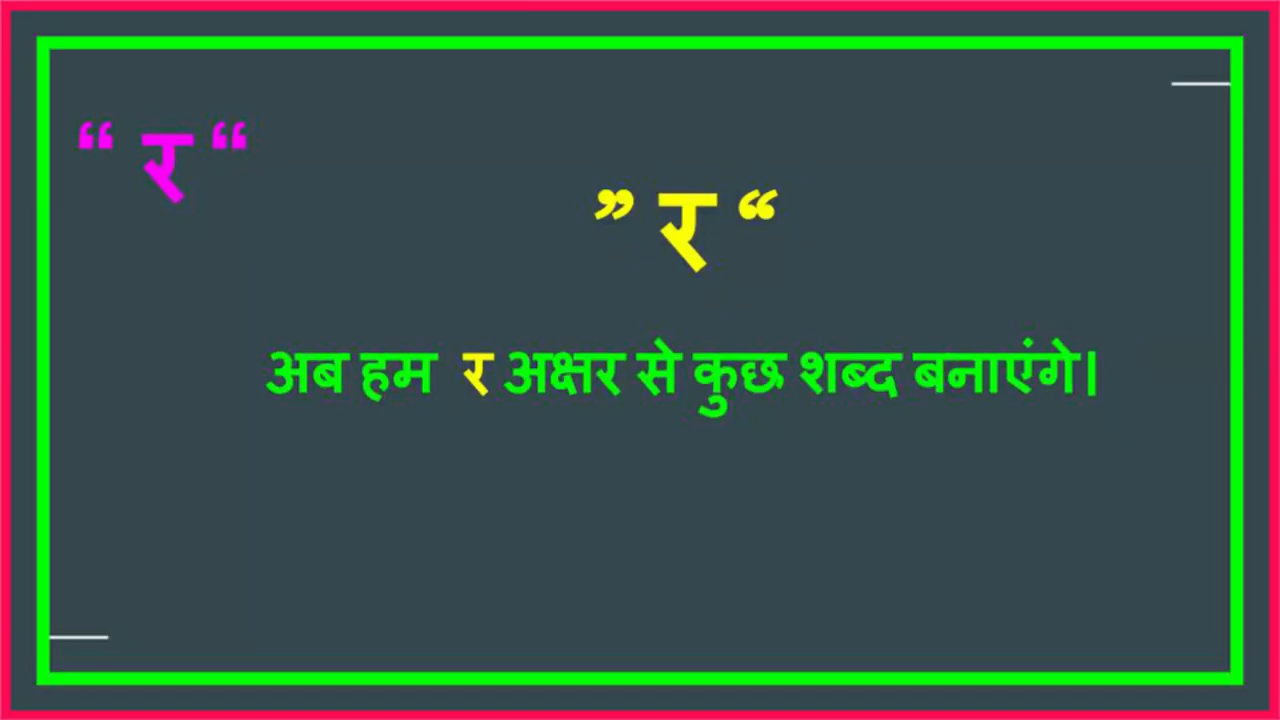 “ र “
” र “
अब हम र अक्षर से कुछ शब्द बनाएंगे।